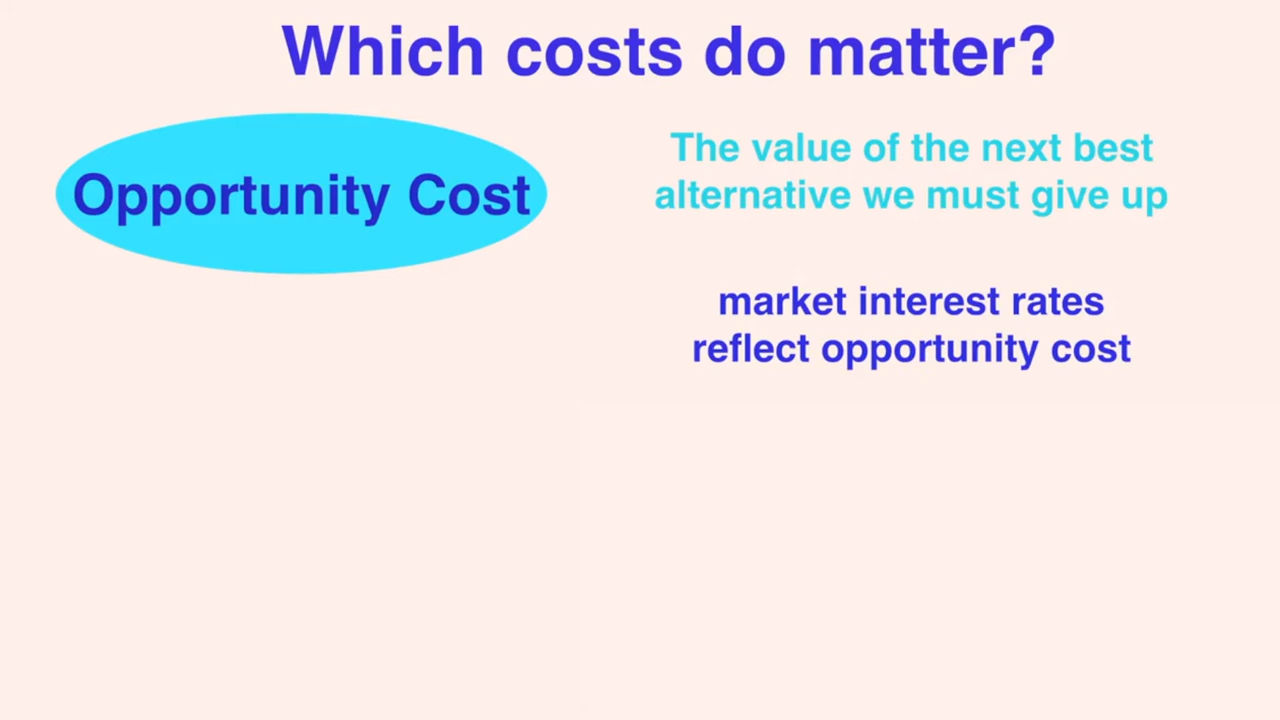 Which costs do matter?
Opportunity Cost
The value of the next best
alternative we must give up
market interest rates
reflect opportunity cost